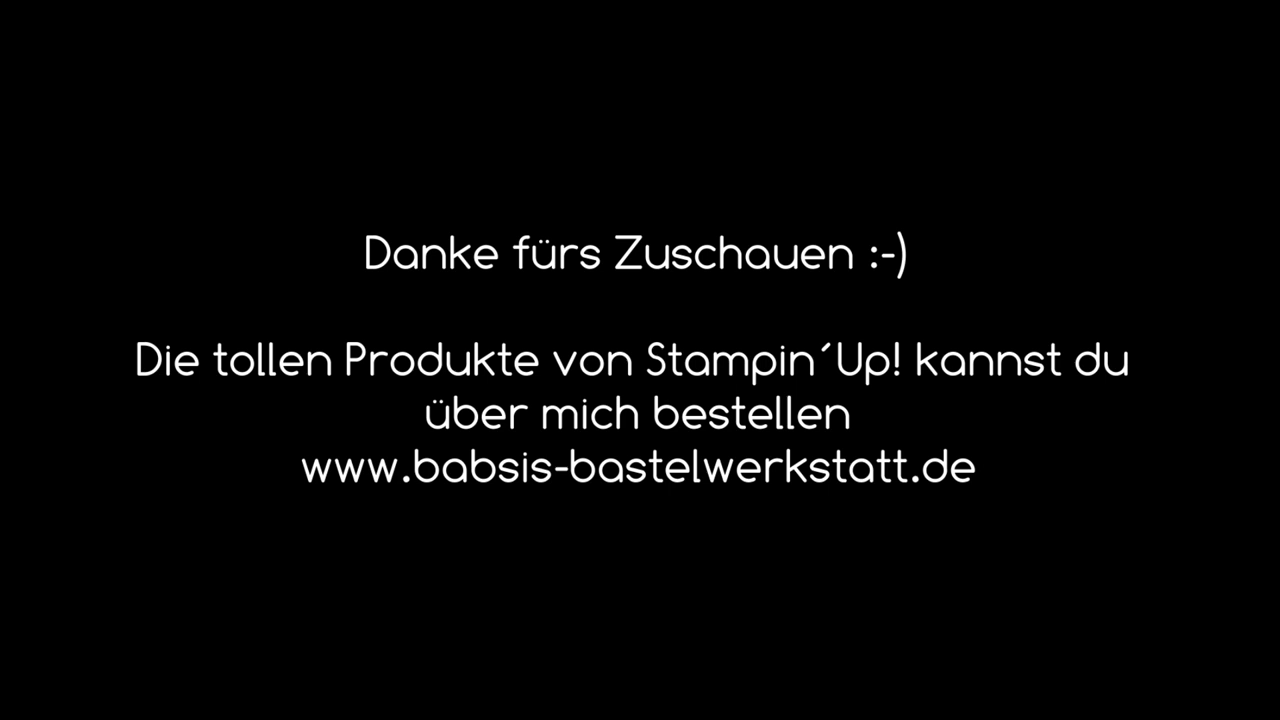 Danke fürs Zuschauen :-)
Die tollen Produkte von Stampin´Up! kannst du
über mich bestellen
www.babsis-bastelwerkstatt.de